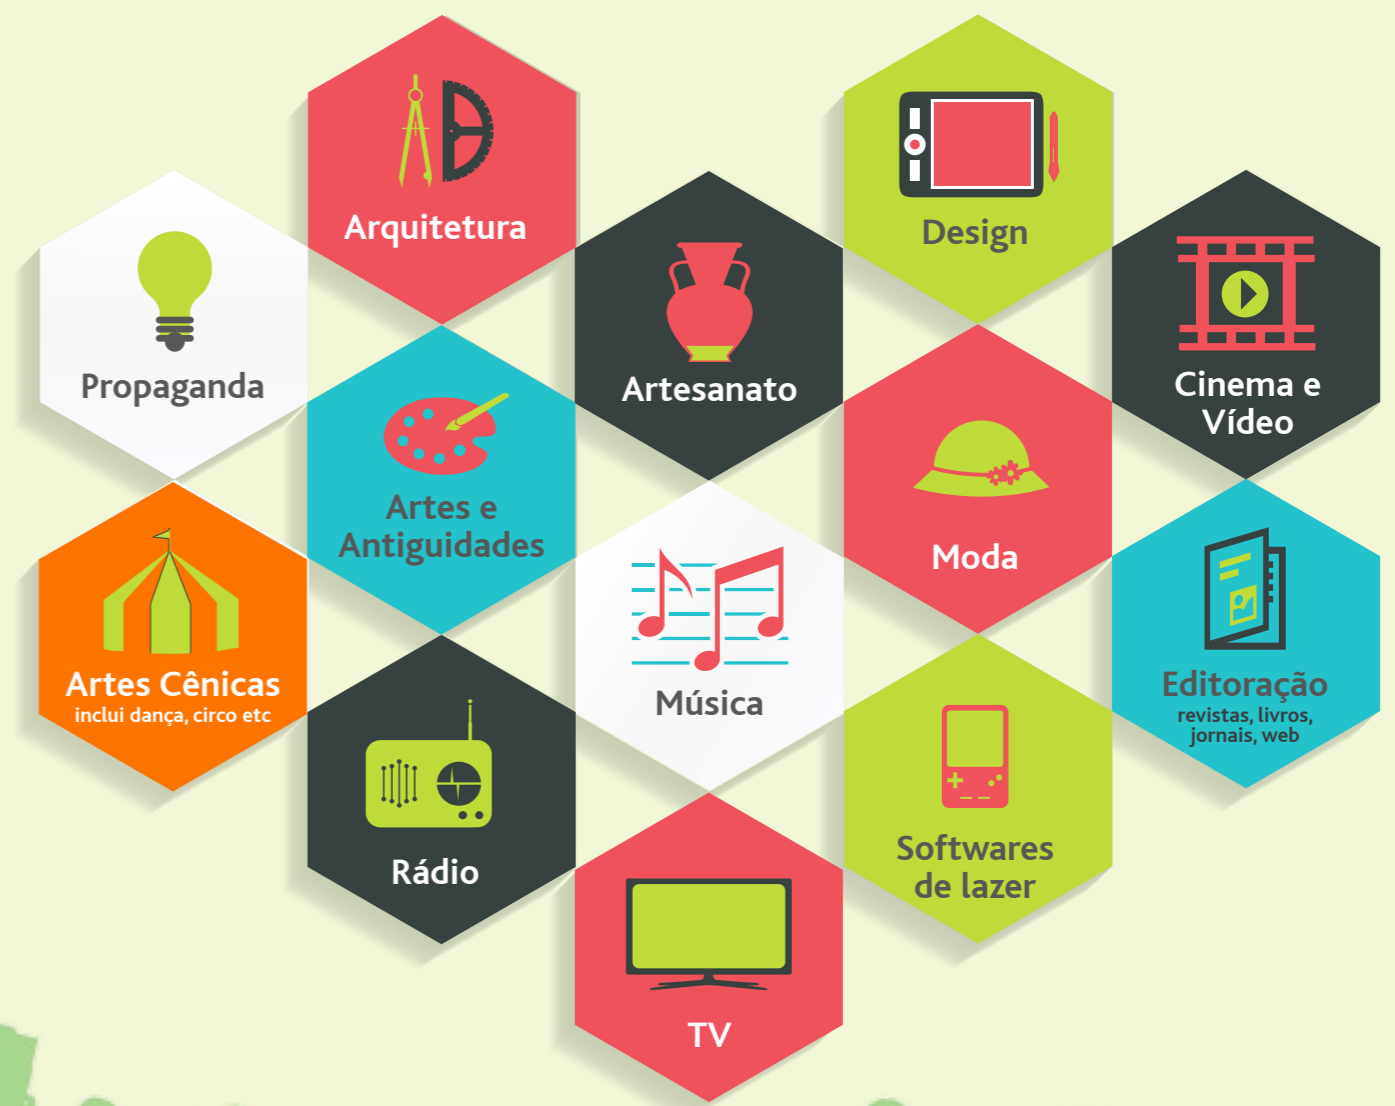 Arquitetura
Design
Propaganda
Artesanato
Cinema e
Vídeo
Artes e
Antiguidades
Moda
Artes Cênicas
inclui dança, circo etc
Música
Editoração
revistas, livros,
jornais, web
Rádio
Softwares
de lazer
TV